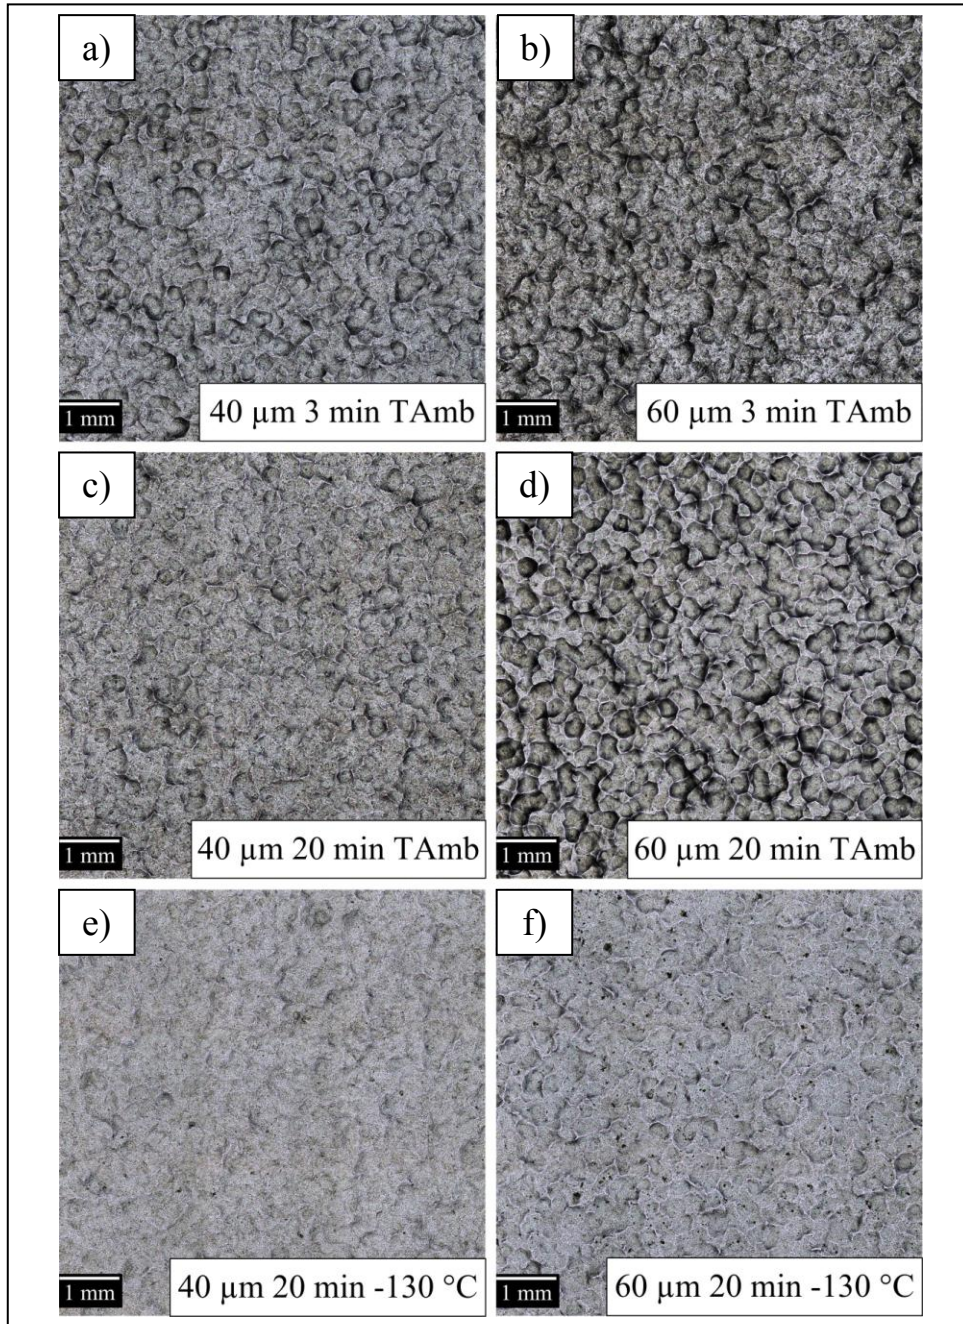 a)
b)
1 mm
40 µm 3 min TAmb
1 mm
60 µm 3 min TAmb
c)
d)
1 mm
40 µm 20 min TAmb
1 mm
60 µm 20 min TAmb
e)
f)
1 mm
40 µm 20 min -130 °C
1 mm
60 µm 20 min -130 °C